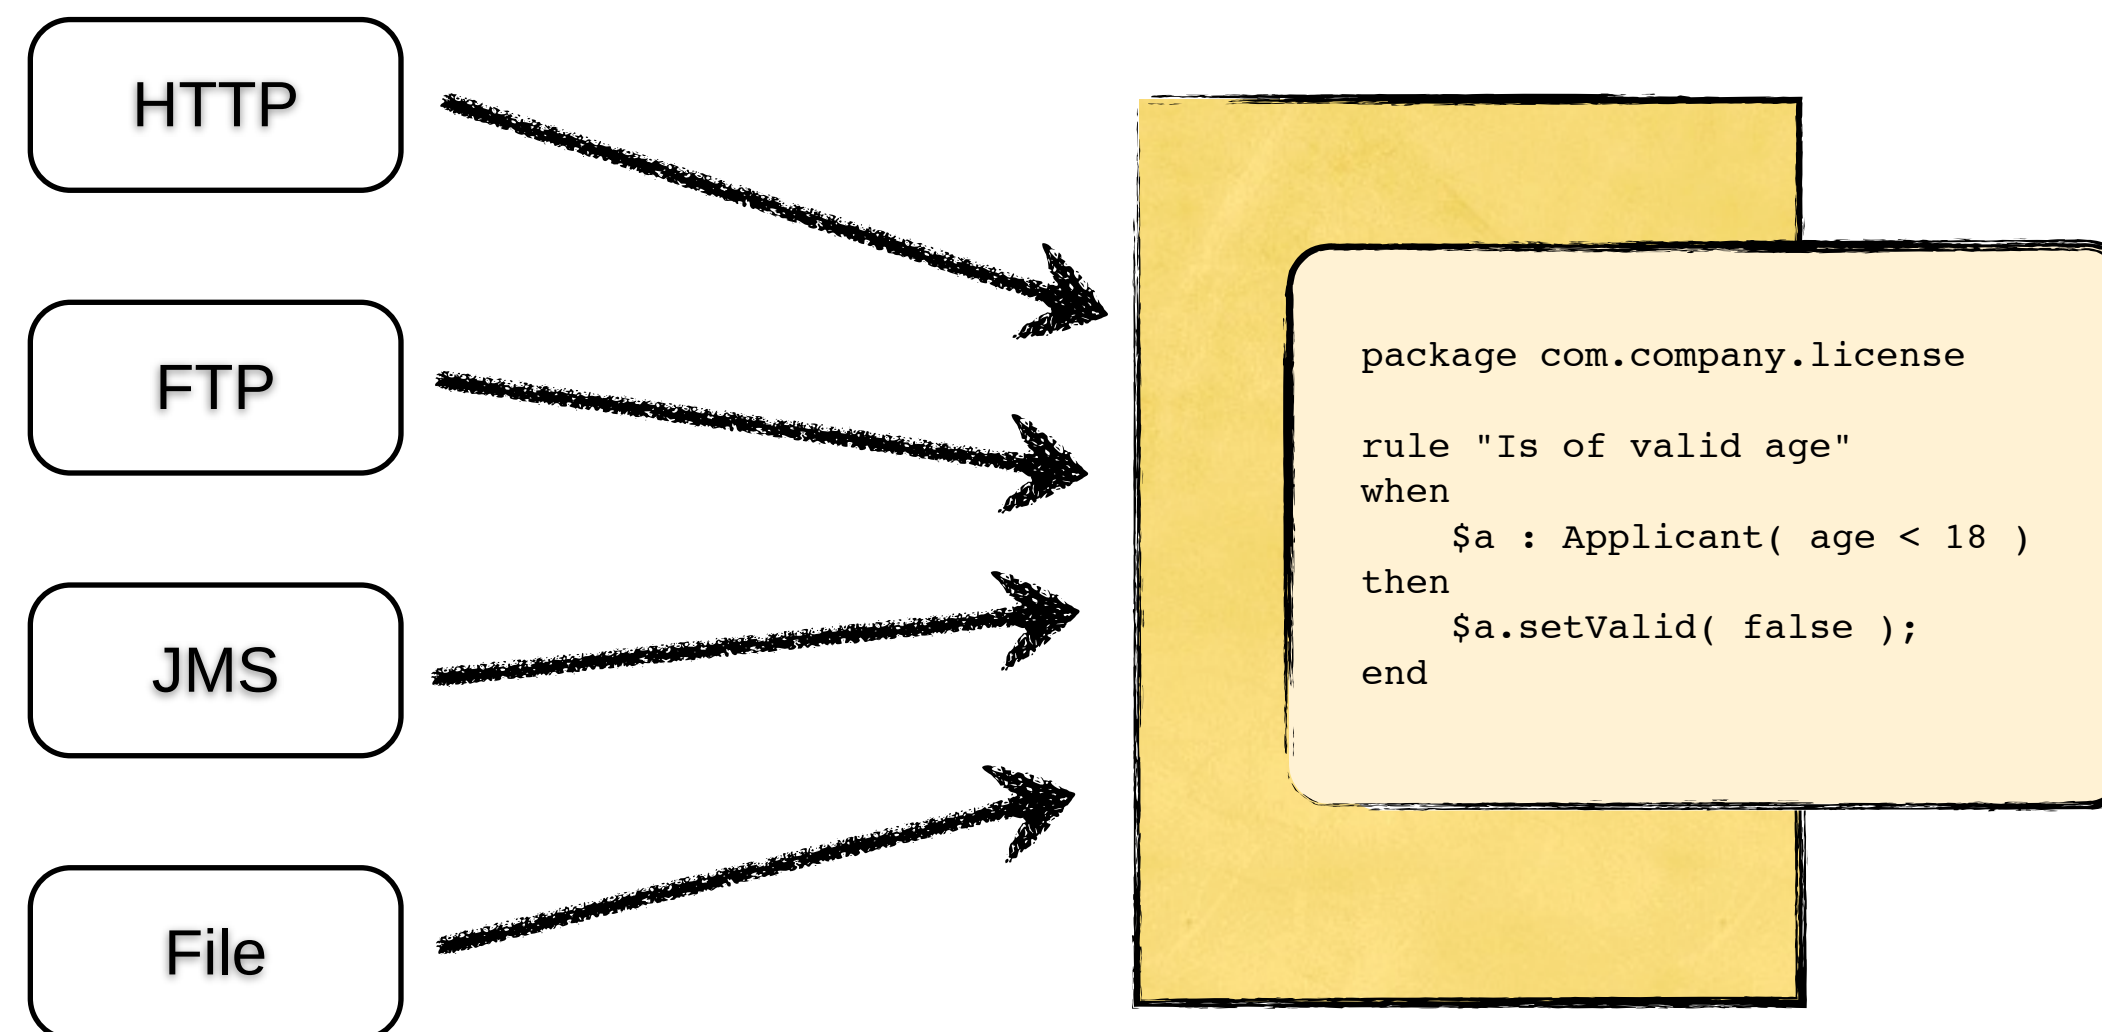 HTTP
FTP
JMS
File
package com.company.license
rule "Is of valid age"
when
    $a : Applicant( age < 18 )
then
    $a.setValid( false );
end